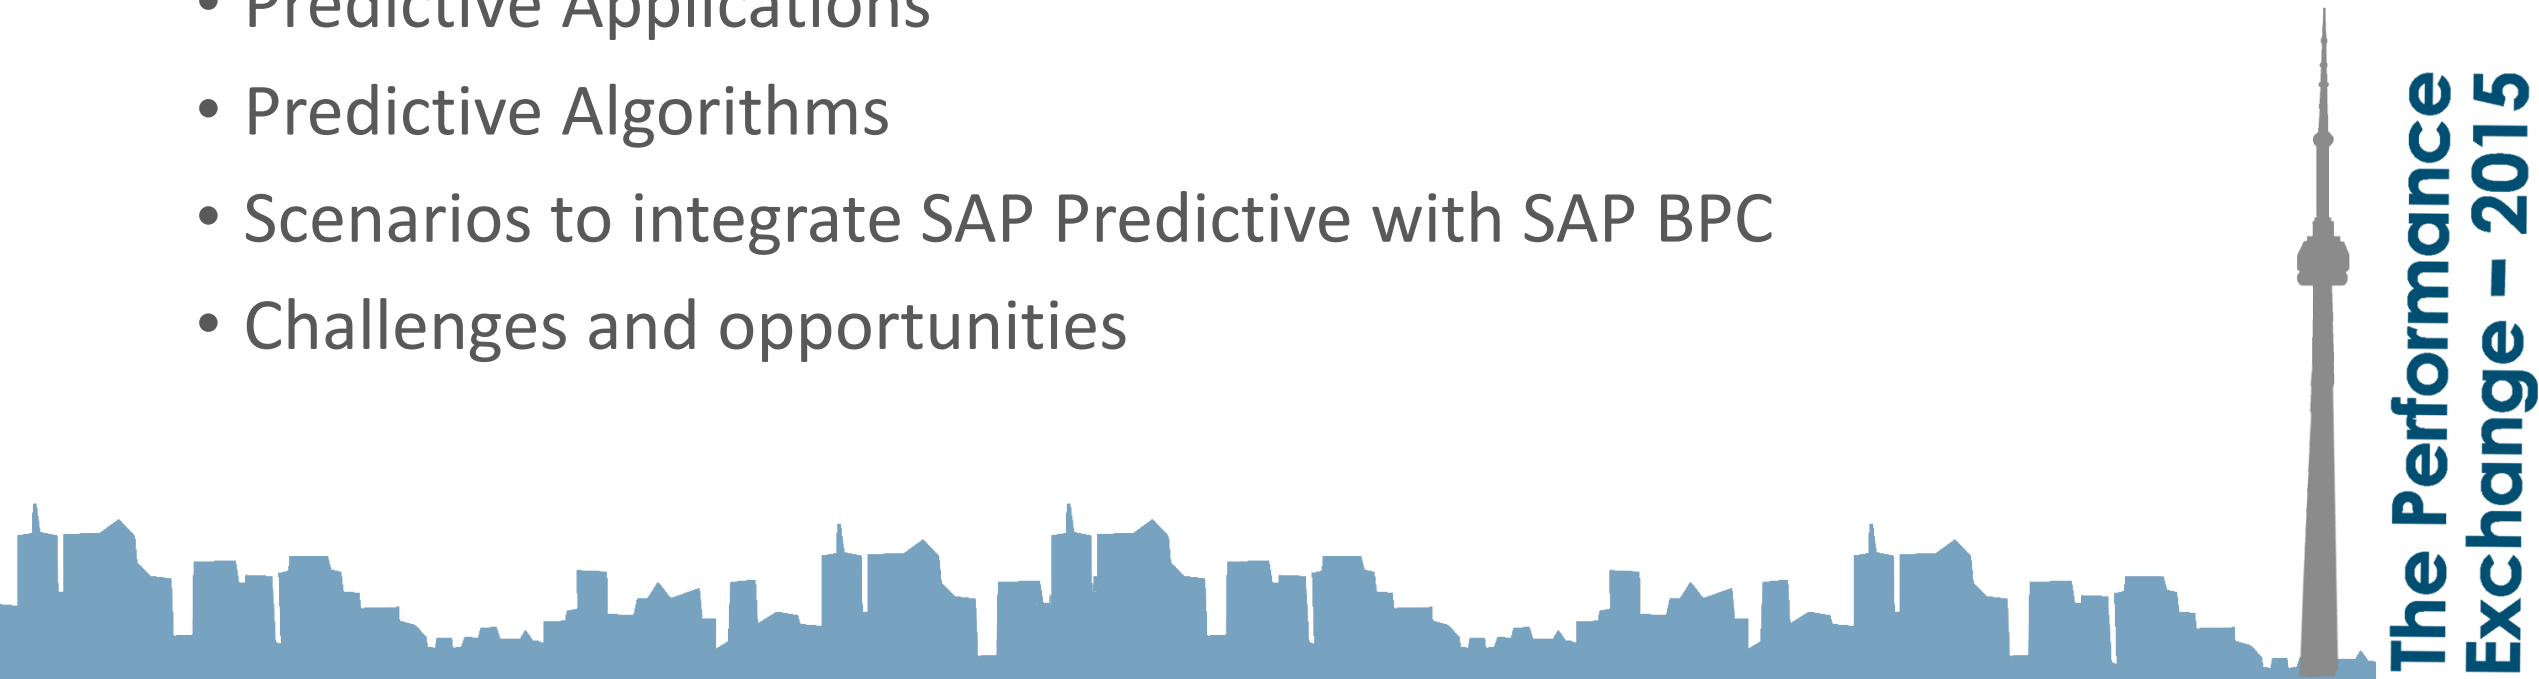 • Predictive Applications
• Predictive Algorithms
• Scenarios to integrate SAP Predictive with SAP BPC
• Challenges and opportunities
The Performance
Exchange – 2015